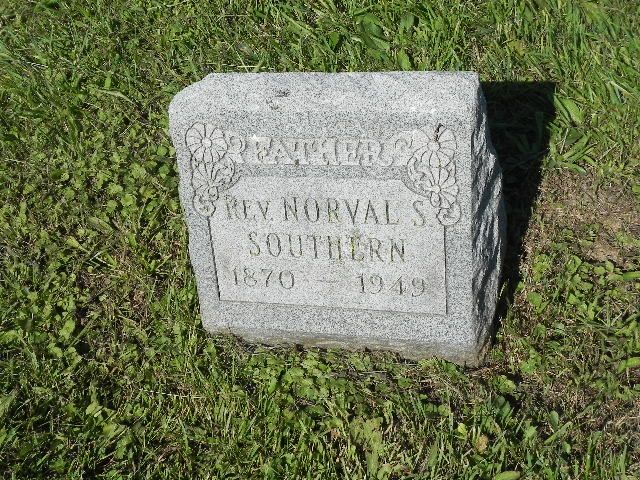 FATHER
REV. NORVAL S.
SOUTHERN
1870 — 1949